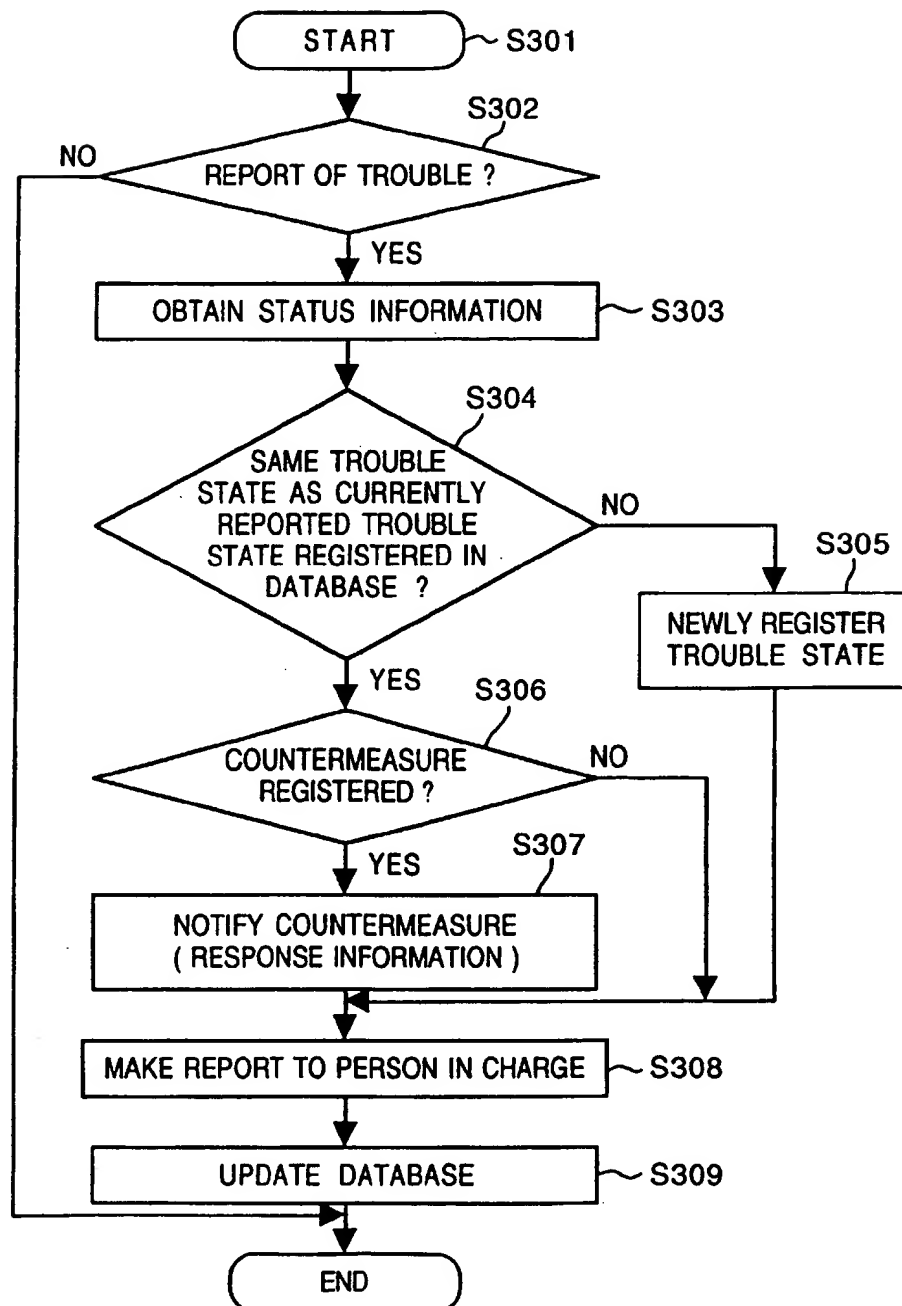 START
S301
S302
NO
REPORT OF TROUBLE ?
YES
OBTAIN STATUS INFORMATION
S303
S304
SAME TROUBLE
STATE AS CURRENTLY
REPORTED TROUBLE
STATE REGISTERED IN
DATABASE ?
NO
S305
NEWLY REGISTER
TROUBLE STATE
YES
S306
COUNTERMEASURE
REGISTERED ?
NO
YES
S307
NOTIFY COUNTERMEASURE
( RESPONSE INFORMATION )
MAKE REPORT TO PERSON IN CHARGE
S308
UPDATE DATABASE
S309
END